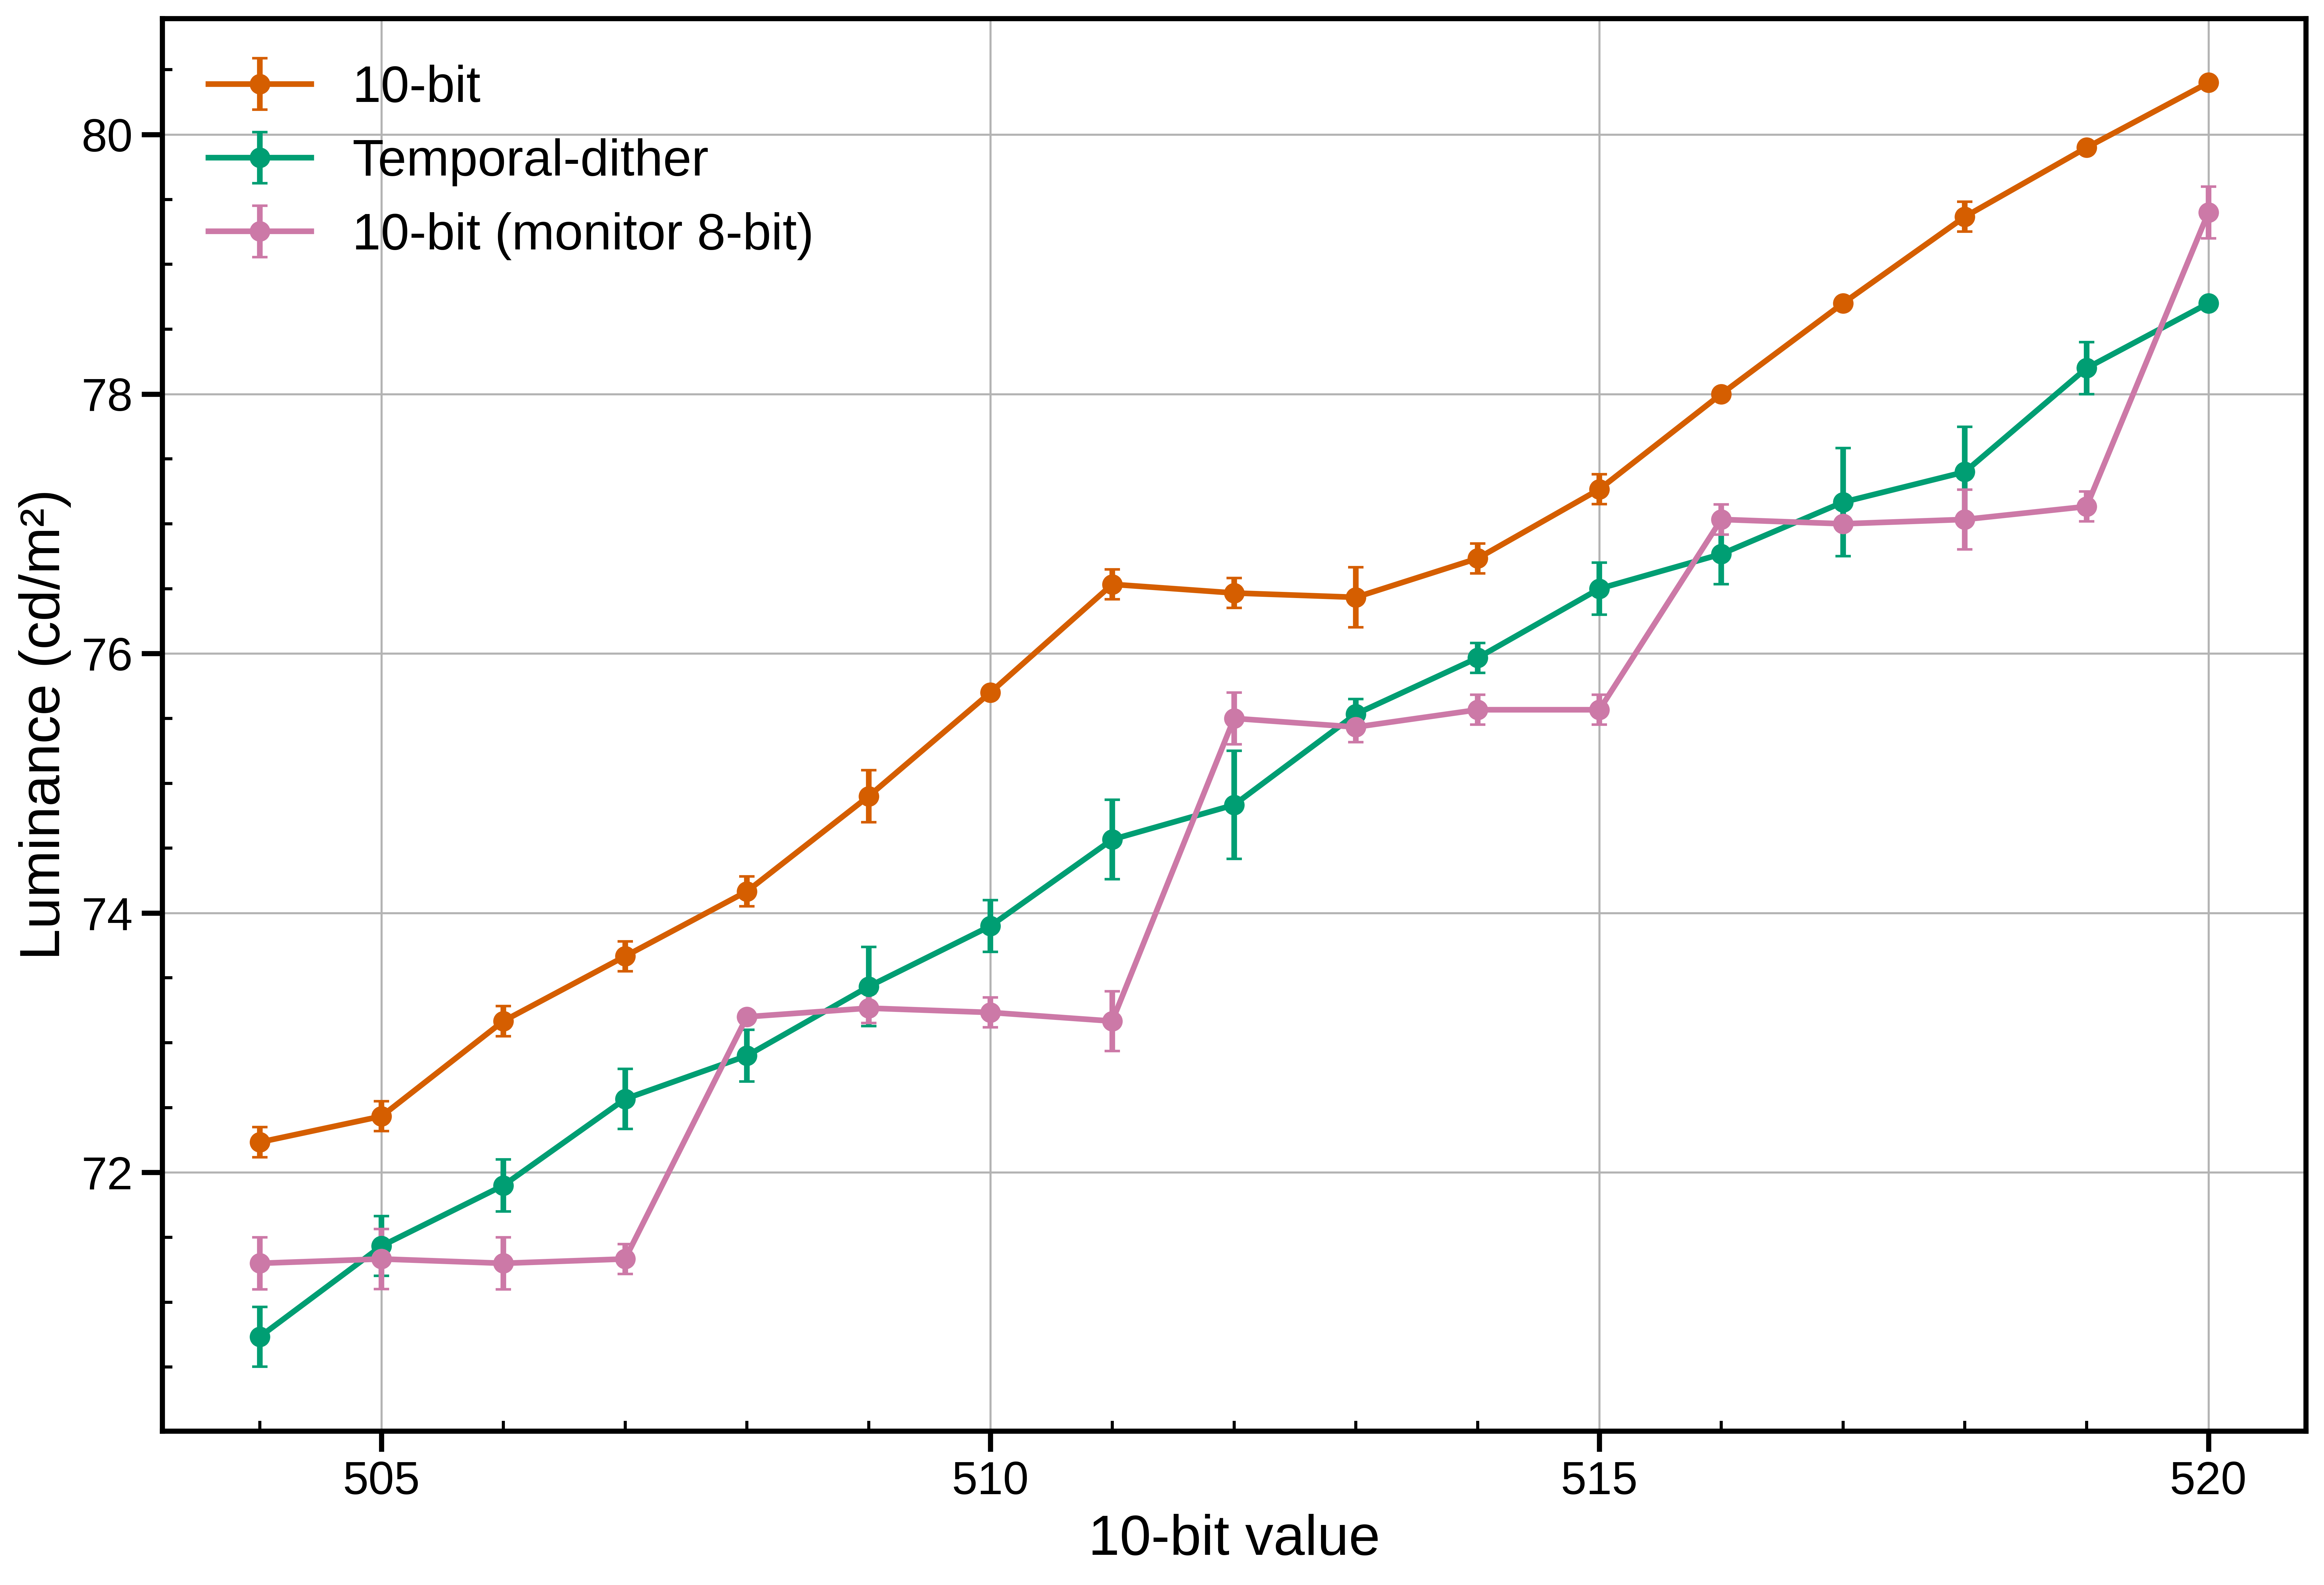 10-bit
Temporal-dither
10-bit (monitor 8-bit)
80
78
76
74
72
Luminance (cd/m²)
505 510 515 520
10-bit value